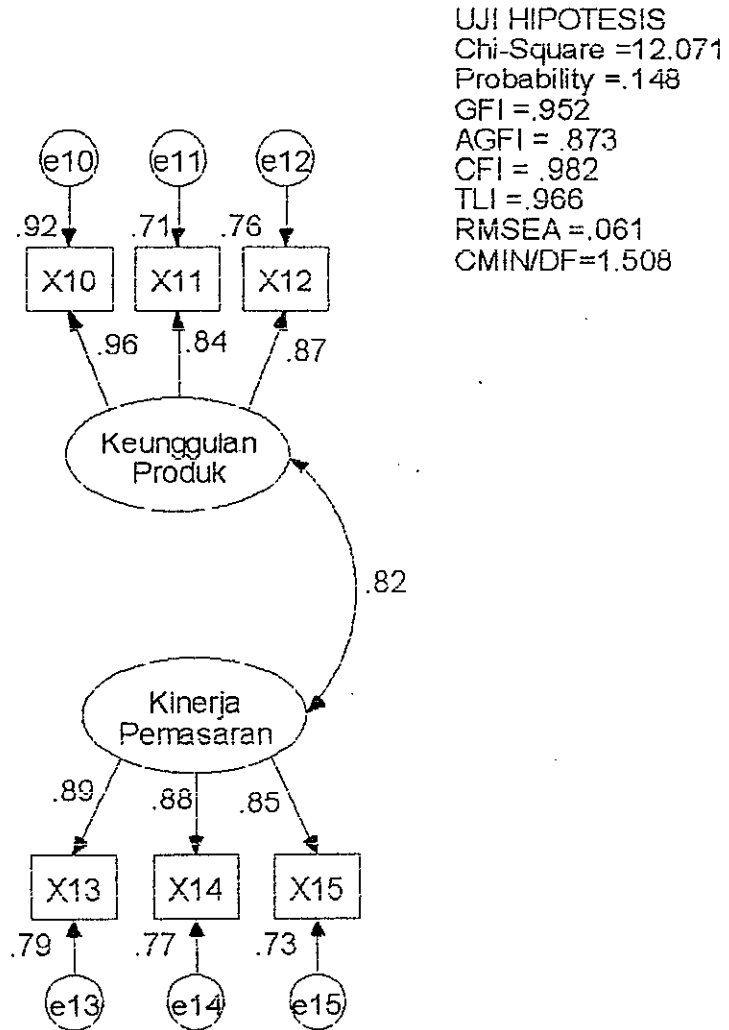 UJI HIPOTESIS
Chi-Square =12.071
Probability =.148
GFI =.952
AGFI = .873
CFI = .982
TLI =.966
RMSEA =.061
CMIN/DF=1.508
e10 e11 e12
.92 .71 .76
X10 X11 X12
.96 .84 .87
Keunggulan
Produk
.82
Kinerja
Pemasaran
.89 .88 .85
X13 X14 X15
.79 .77 .73
e13 e14 e15